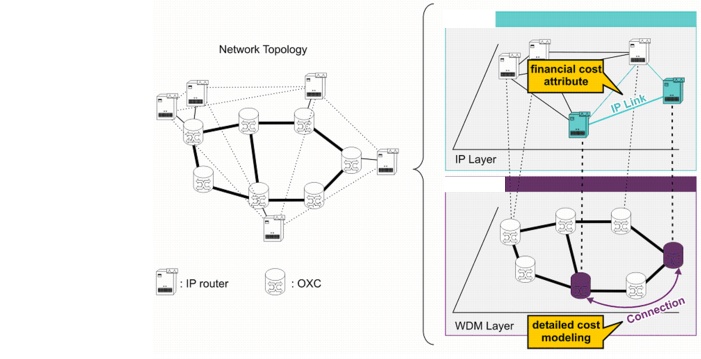 Network Topology
: IP router
: OXC
financial cost
attribute
IP Link
IP Layer
Connection
WDM Layer
detailed cost
modeling